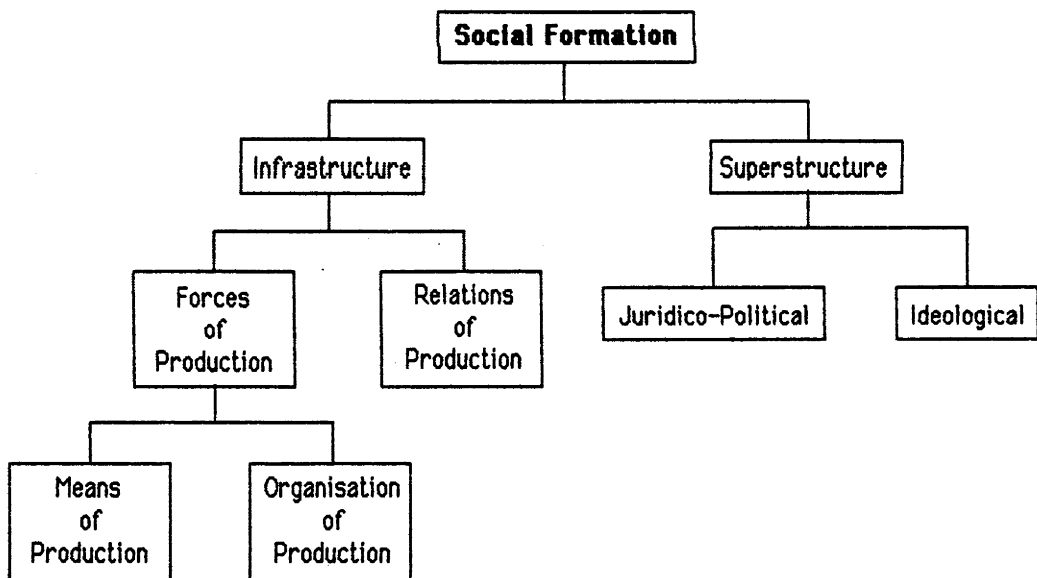 Social Formation
Infrastructure
Superstructure
Forces
of
Production
Relations
of
Production
Juridico-Political
Ideological
Means
of
Production
Organisation
of
Production